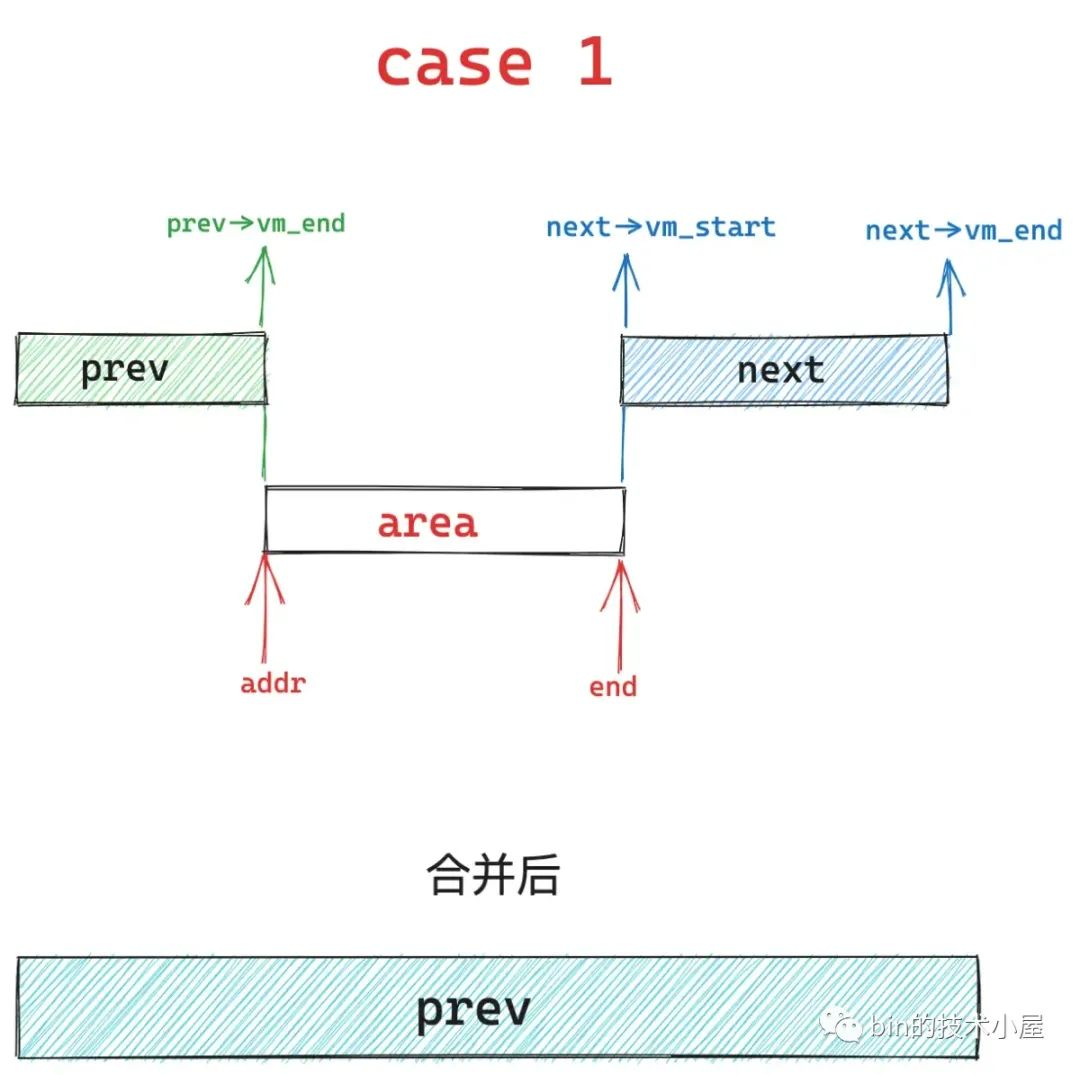 case 1
prev→vm_end
next→vm_start
next→vm_end
prev
next
area
addr
end
合并后
prev
bin的技术小屋